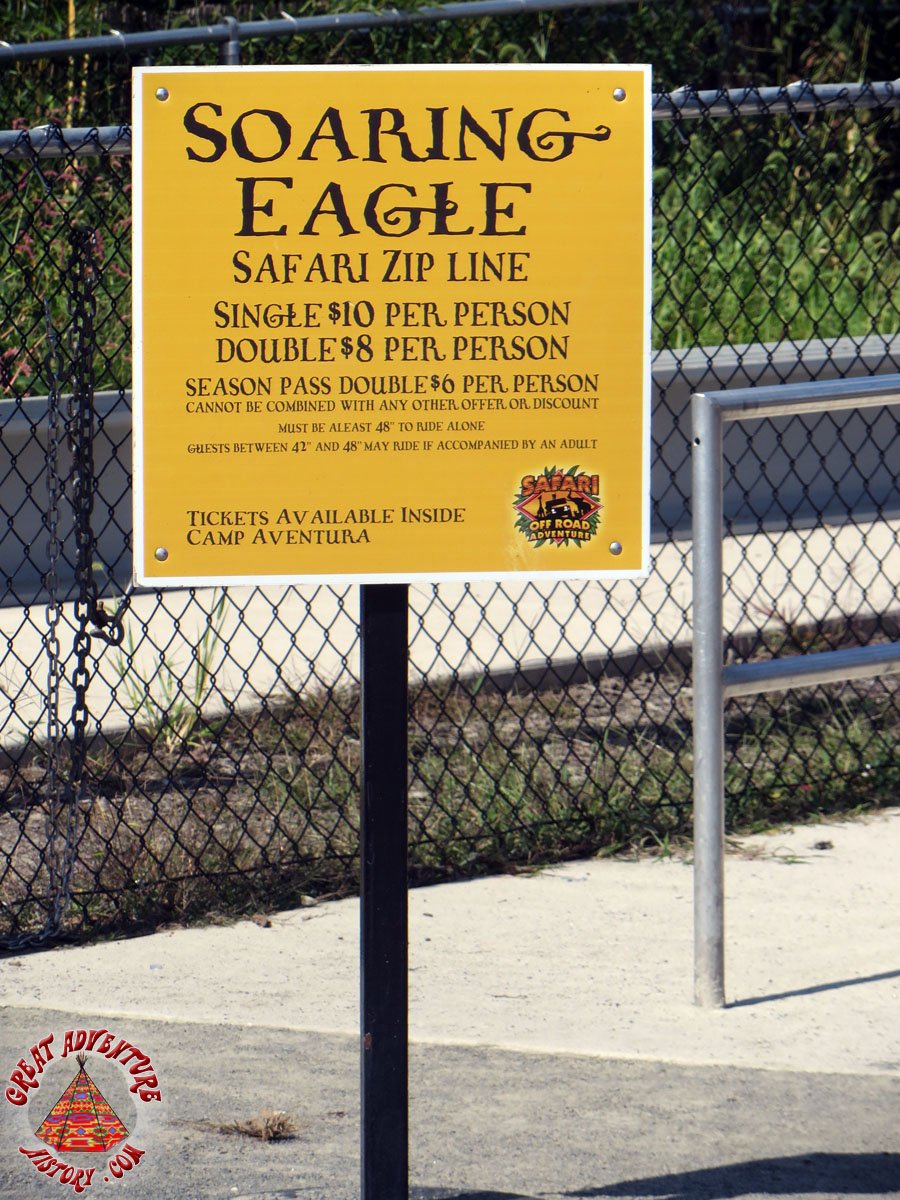 SOARING
EAGLE
SAFARI ZIP LINE
SINGLE $10 PER PERSON
DOUBLE $8 PER PERSON
SEASON PASS DOUBLE $6 PER PERSON
CANNOT BE COMBINED WITH ANY OTHER OFFER OR DISCOUNT
MUST BE ALEAST 48" TO RIDE ALONE
GUESTS BETWEEN 42" AND 48" MAY RIDE IF ACCOMPANIED BY AN ADULT
TICKETS AVAILABLE INSIDE
CAMP AVENTURA
SAFARI
OFF ROAD
ADVENTURE
GREAT ADVENTURE
HISTORY.COM